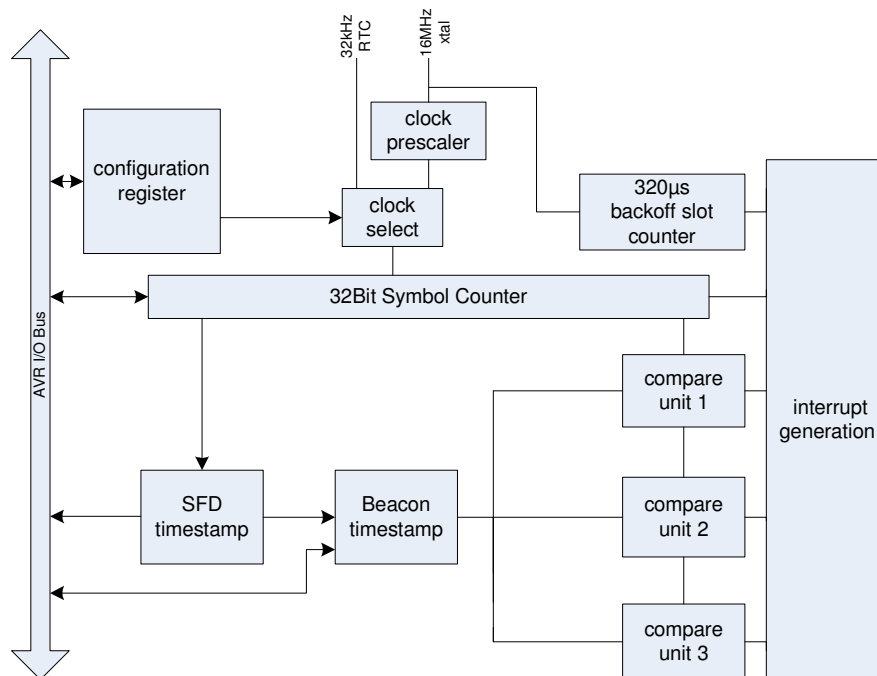 32kHz
RTC
16MHz
xtal
clock
prescaler
configuration
register
320µs
backoff slot
counter
clock
select
32Bit Symbol Counter
AVR I/O Bus
compare
unit 1
interrupt
generation
SFD
timestamp
Beacon
timestamp
compare
unit 2
compare
unit 3